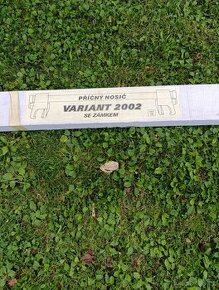 PŘÍČNÝ NOSIČ
VARIANT 2002
SE ZÁMKEM